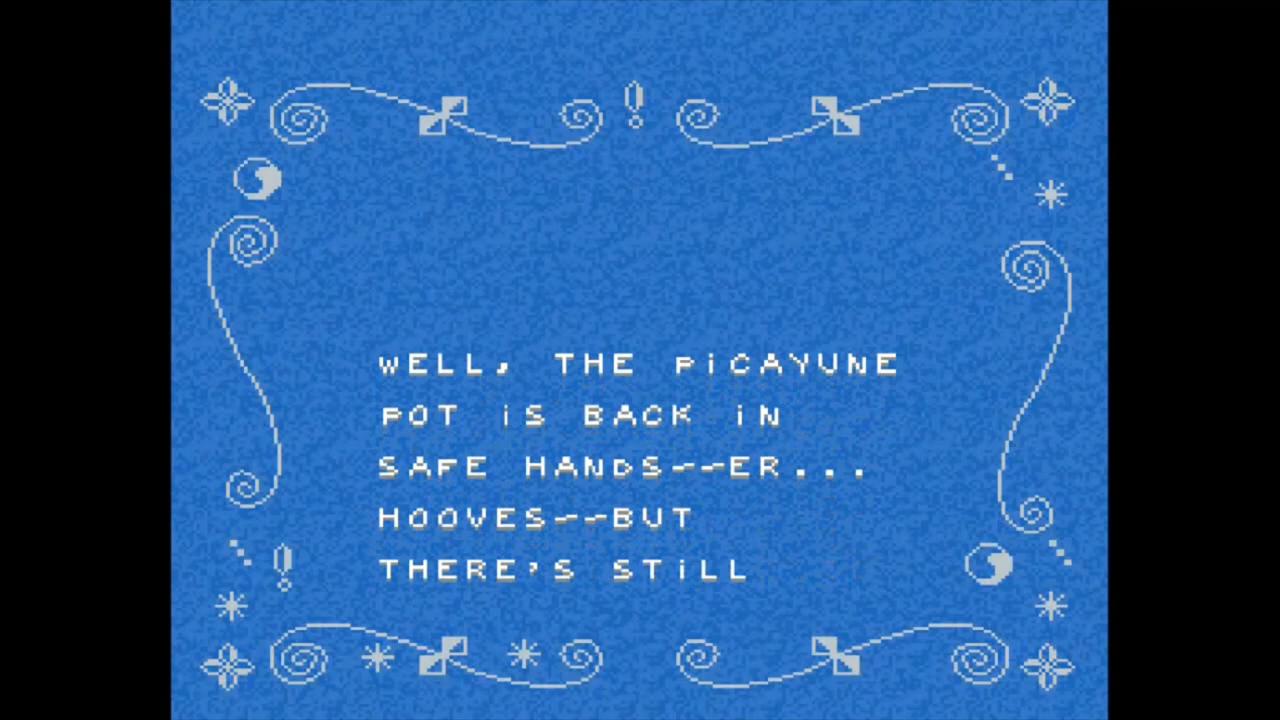 WELL, THE PiCAYUNE
POT iS BACK iN
SAFE HANDS--ER...
HOOVES--BUT
THERE'S STiLL